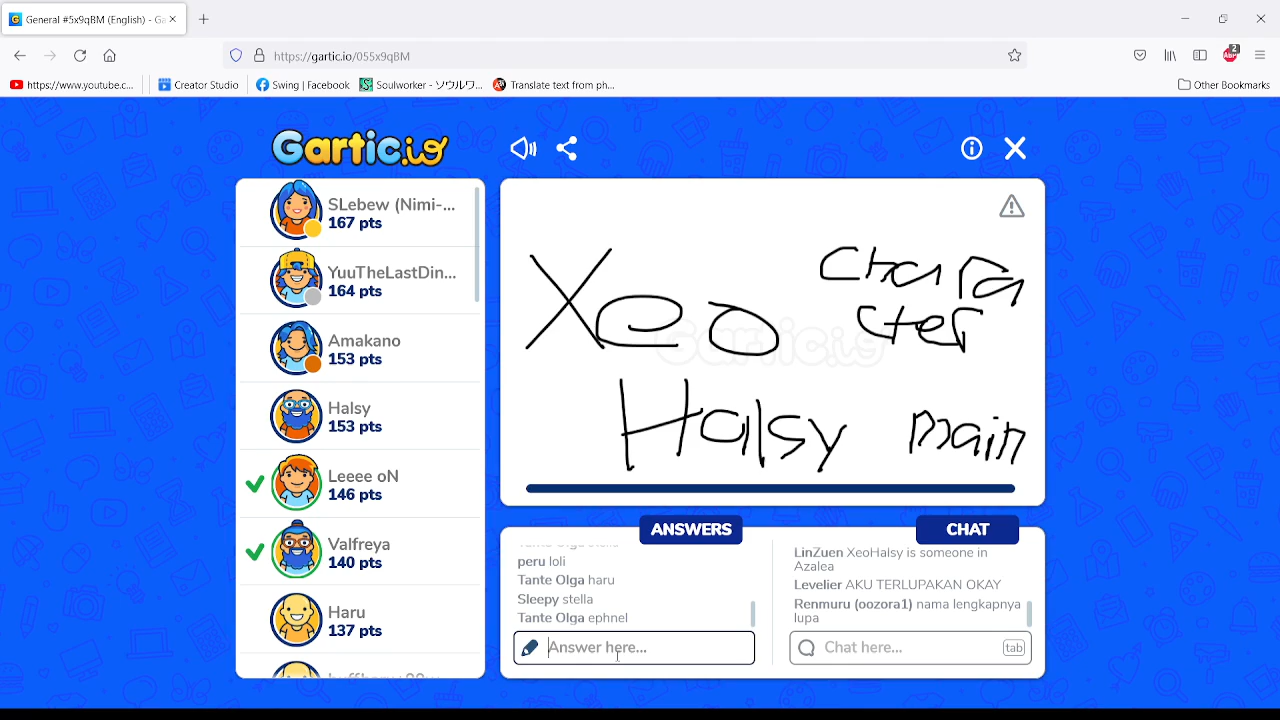 General #5x9qBM (English) - Ga
https://gartic.io/055x9qBM
2
https://www.youtube.c...
Creator Studio
Swing | Facebook
Soulworker - ソウルワ...
Translate text from ph...
Other Bookmarks
Gartic.io
SLebew (Nimi-...
167 pts
YuuTheLastDin...
164 pts
Amakano
153 pts
Halsy
153 pts
Leeee oN
146 pts
Valfreya
140 pts
Haru
137 pts
Xeo
Chara
cter
Halsy main
Gartic.io
ANSWERS
peru loli
Tante Olga haru
Sleepy stella
Tante Olga ephnel
Answer here...
CHAT
LinZuen XeoHalsy is someone in
Azalea
Levelier AKU TERLUPAKAN OKAY
Renmuru (oozora1) nama lengkapnya
lupa
Chat here...
tab